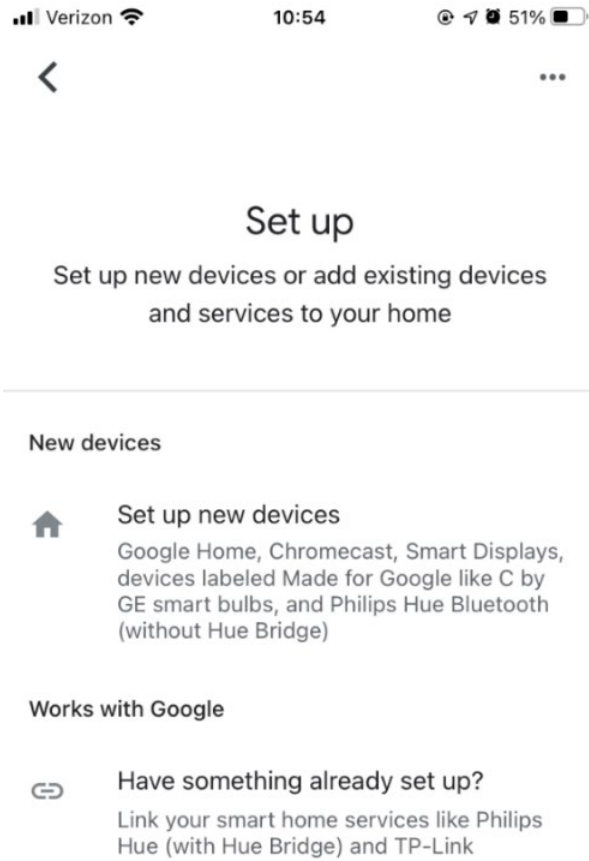 Verizon 10:54 51%
Set up
Set up new devices or add existing devices
and services to your home
New devices
Set up new devices
Google Home, Chromecast, Smart Displays,
devices labeled Made for Google like C by
GE smart bulbs, and Philips Hue Bluetooth
(without Hue Bridge)
Works with Google
Have something already set up?
Link your smart home services like Philips
Hue (with Hue Bridge) and TP-Link